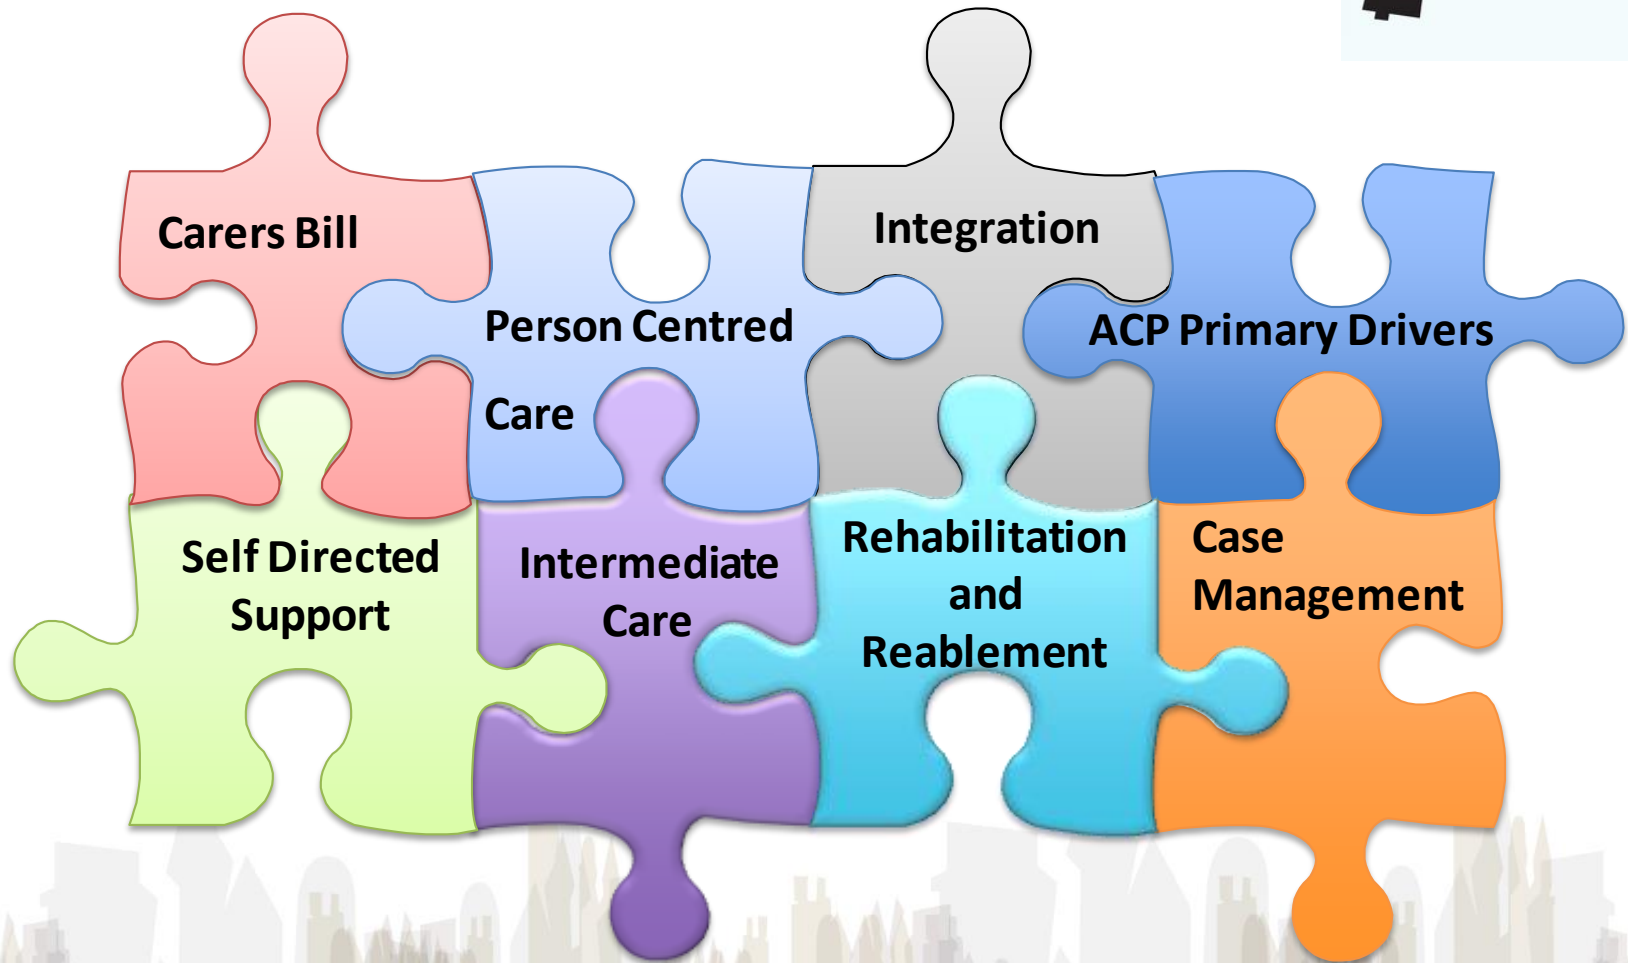 Carers Bill
Person Centred
Care
Integration
ACP Primary Drivers
Self Directed
Support
Intermediate
Care
Rehabilitation
and
Reablement
Case
Management